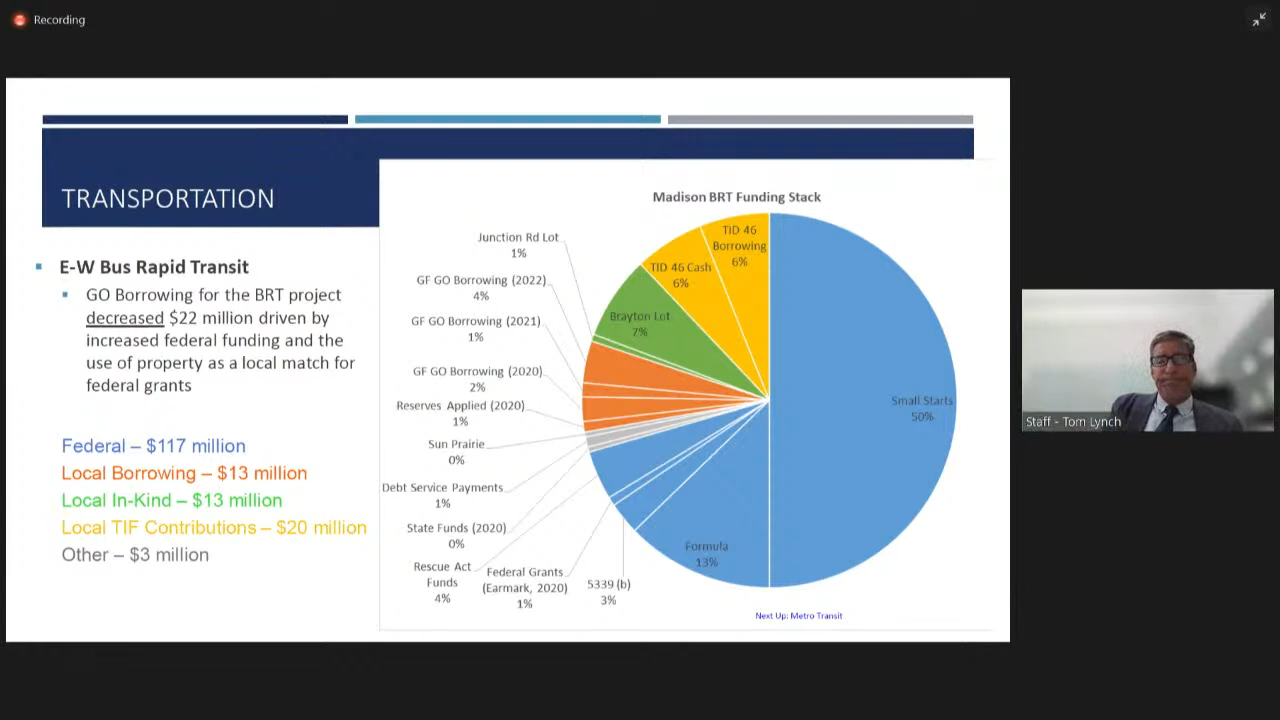 Recording
TRANSPORTATION
E-W Bus Rapid Transit
GO Borrowing for the BRT project
decreased $22 million driven by
increased federal funding and the
use of property as a local match for
federal grants
Federal – $117 million
Local Borrowing – $13 million
Local In-Kind – $13 million
Local TIF Contributions – $20 million
Other – $3 million
Madison BRT Funding Stack
TID 46
Borrowing
6%
TID 46 Cash
6%
Brayton Lot
7%
Junction Rd Lot
1%
GF GO Borrowing (2022)
4%
GF GO Borrowing (2021)
1%
GF GO Borrowing (2020)
2%
Reserves Applied (2020)
1%
Sun Prairie
0%
Debt Service Payments
1%
State Funds (2020)
0%
Rescue Act
Funds
4%
Federal Grants
(Earmark, 2020)
1%
5339 (b)
3%
Formula
13%
Small Starts
50%
Next Up: Metro Transit
Staff - Tom Lynch